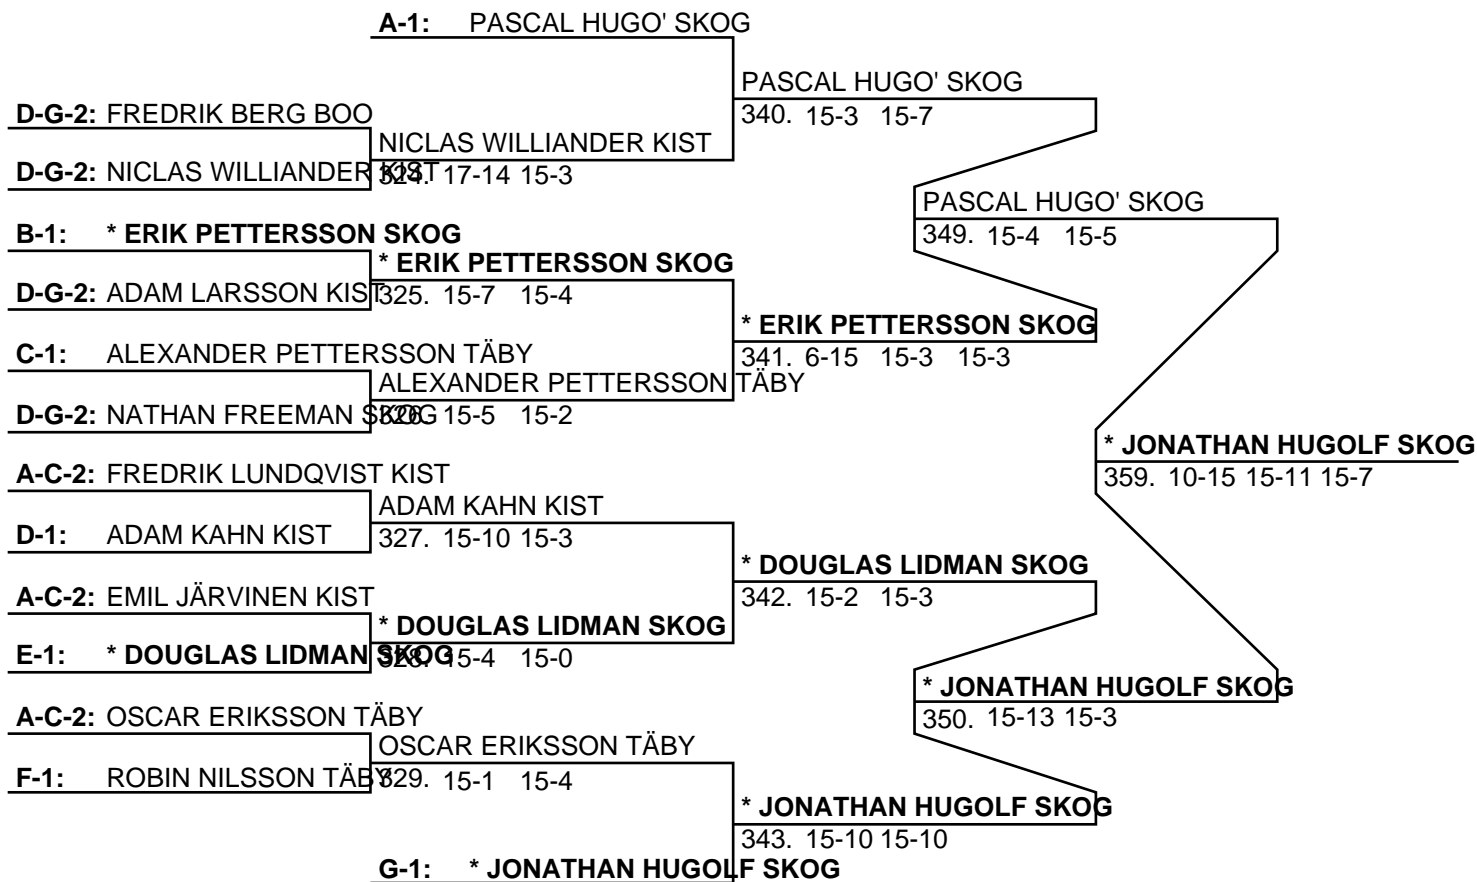 A-1: PASCAL HUGO' SKOG
PASCAL HUGO' SKOG
340. 15-3 15-7
D-G-2: FREDRIK BERG BOO
NICLAS WILLIANDER KIST
D-G-2: NICLAS WILLIANDER KIST
324. 17-14 15-3
PASCAL HUGO' SKOG
349. 15-4 15-5
B-1: * ERIK PETTERSSON SKOG
* ERIK PETTERSSON SKOG
D-G-2: ADAM LARSSON KIST
325. 15-7 15-4
* ERIK PETTERSSON SKOG
341. 6-15 15-3 15-3
C-1: ALEXANDER PETTERSSON TÄBY
ALEXANDER PETTERSSON TÄBY
D-G-2: NATHAN FREEMAN SKOG
326. 15-5 15-2
* JONATHAN HUGOLF SKOG
359. 10-15 15-11 15-7
A-C-2: FREDRIK LUNDQVIST KIST
ADAM KAHN KIST
D-1: ADAM KAHN KIST
327. 15-10 15-3
* DOUGLAS LIDMAN SKOG
342. 15-2 15-3
A-C-2: EMIL JÄRVINEN KIST
* DOUGLAS LIDMAN SKOG
E-1: * DOUGLAS LIDMAN SKOG
328. 15-4 15-0
* JONATHAN HUGOLF SKOG
350. 15-13 15-3
A-C-2: OSCAR ERIKSSON TÄBY
OSCAR ERIKSSON TÄBY
F-1: ROBIN NILSSON TÄBY
329. 15-1 15-4
* JONATHAN HUGOLF SKOG
343. 15-10 15-10
G-1: * JONATHAN HUGOLF SKOG